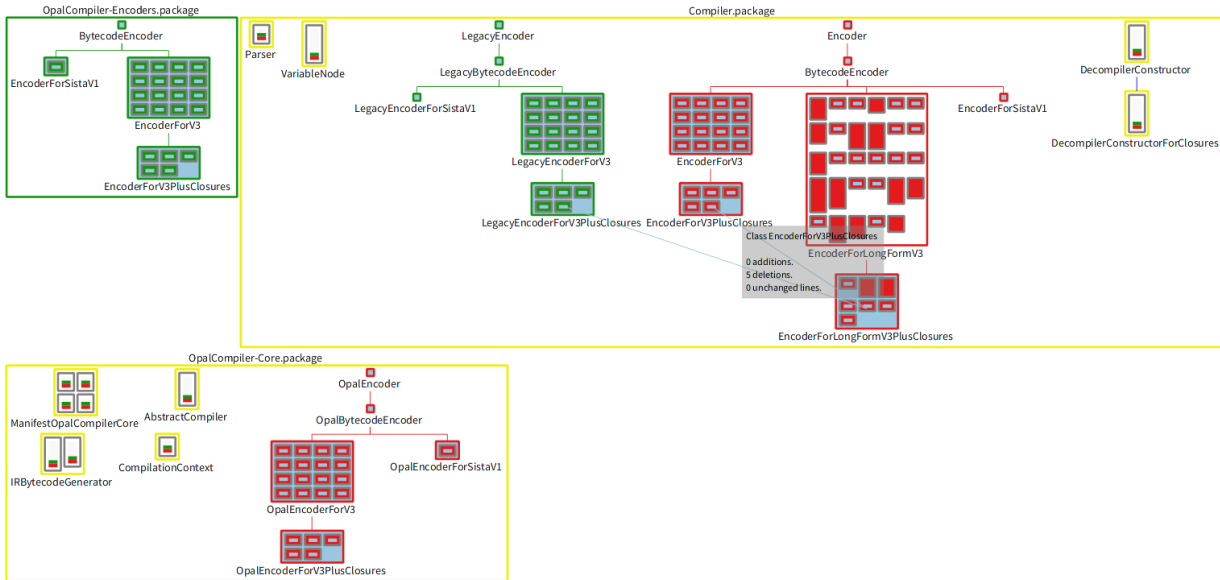 OpalCompiler-Encoders.package
BytecodeEncoder
EncoderForSistaV1
EncoderForV3
EncoderForV3PlusClosures
Compiler.package
Parser
VariableNode
LegacyEncoder
LegacyBytecodeEncoder
LegacyEncoderForSistaV1
LegacyEncoderForV3
LegacyEncoderForV3PlusClosures
Encoder
BytecodeEncoder
EncoderForV3
EncoderForV3PlusClosures
EncoderForSistaV1
DecompilerConstructor
DecompilerConstructorForClosures
Class EncoderForV3PlusClosures
0 additions.
5 deletions.
0 unchanged lines.
EncoderForLongFormV3
EncoderForLongFormV3PlusClosures
OpalCompiler-Core.package
ManifestOpalCompilerCore
AbstractCompiler
IRBytecodeGenerator
CompilationContext
OpalEncoder
OpalBytecodeEncoder
OpalEncoderForV3
OpalEncoderForSistaV1
OpalEncoderForV3PlusClosures